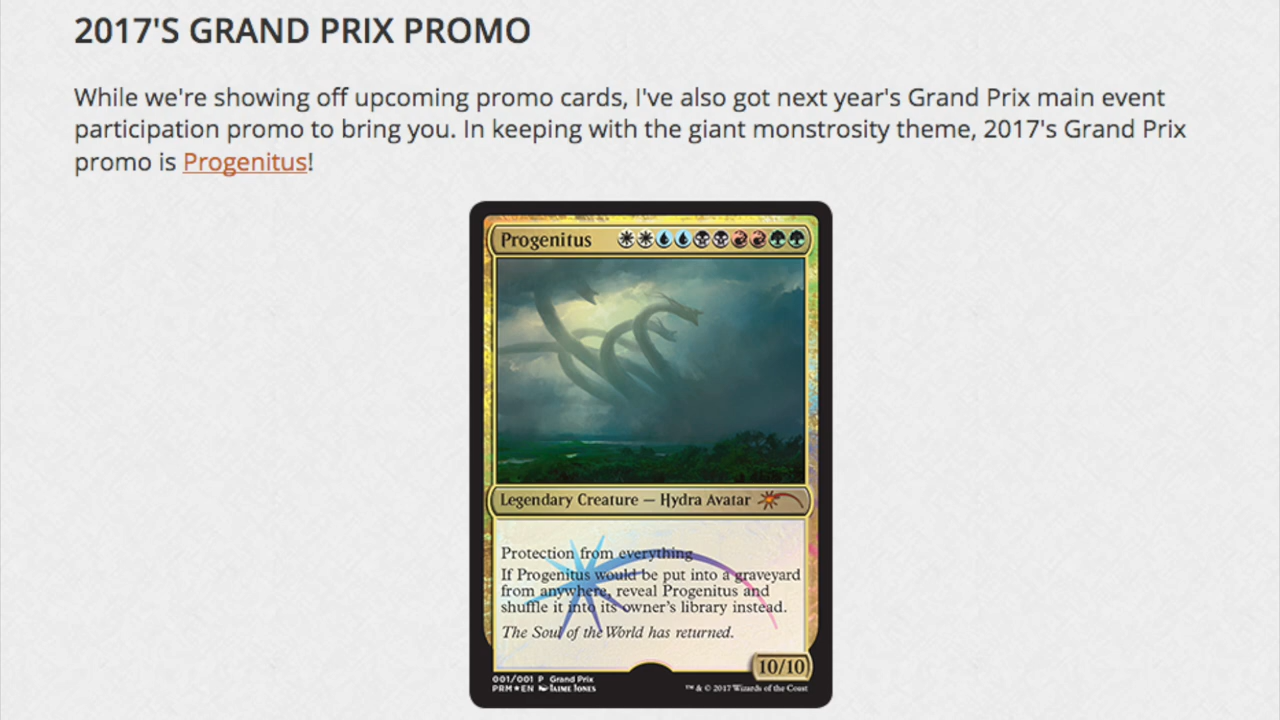 2017'S GRAND PRIX PROMO
While we're showing off upcoming promo cards, I've also got next year's Grand Prix main event
participation promo to bring you. In keeping with the giant monstrosity theme, 2017's Grand Prix
promo is Progenitus!
Progenitus
Legendary Creature — Hydra Avatar
Protection from everything
If Progenitus would be put into a graveyard
from anywhere, reveal Progenitus and
shuffle it into its owner's library instead.
The Soul of the World has returned.
10/10
001/001 P Grand Prix
PRM★EN Jaime Jones
™ & © 2017 Wizards of the Coast